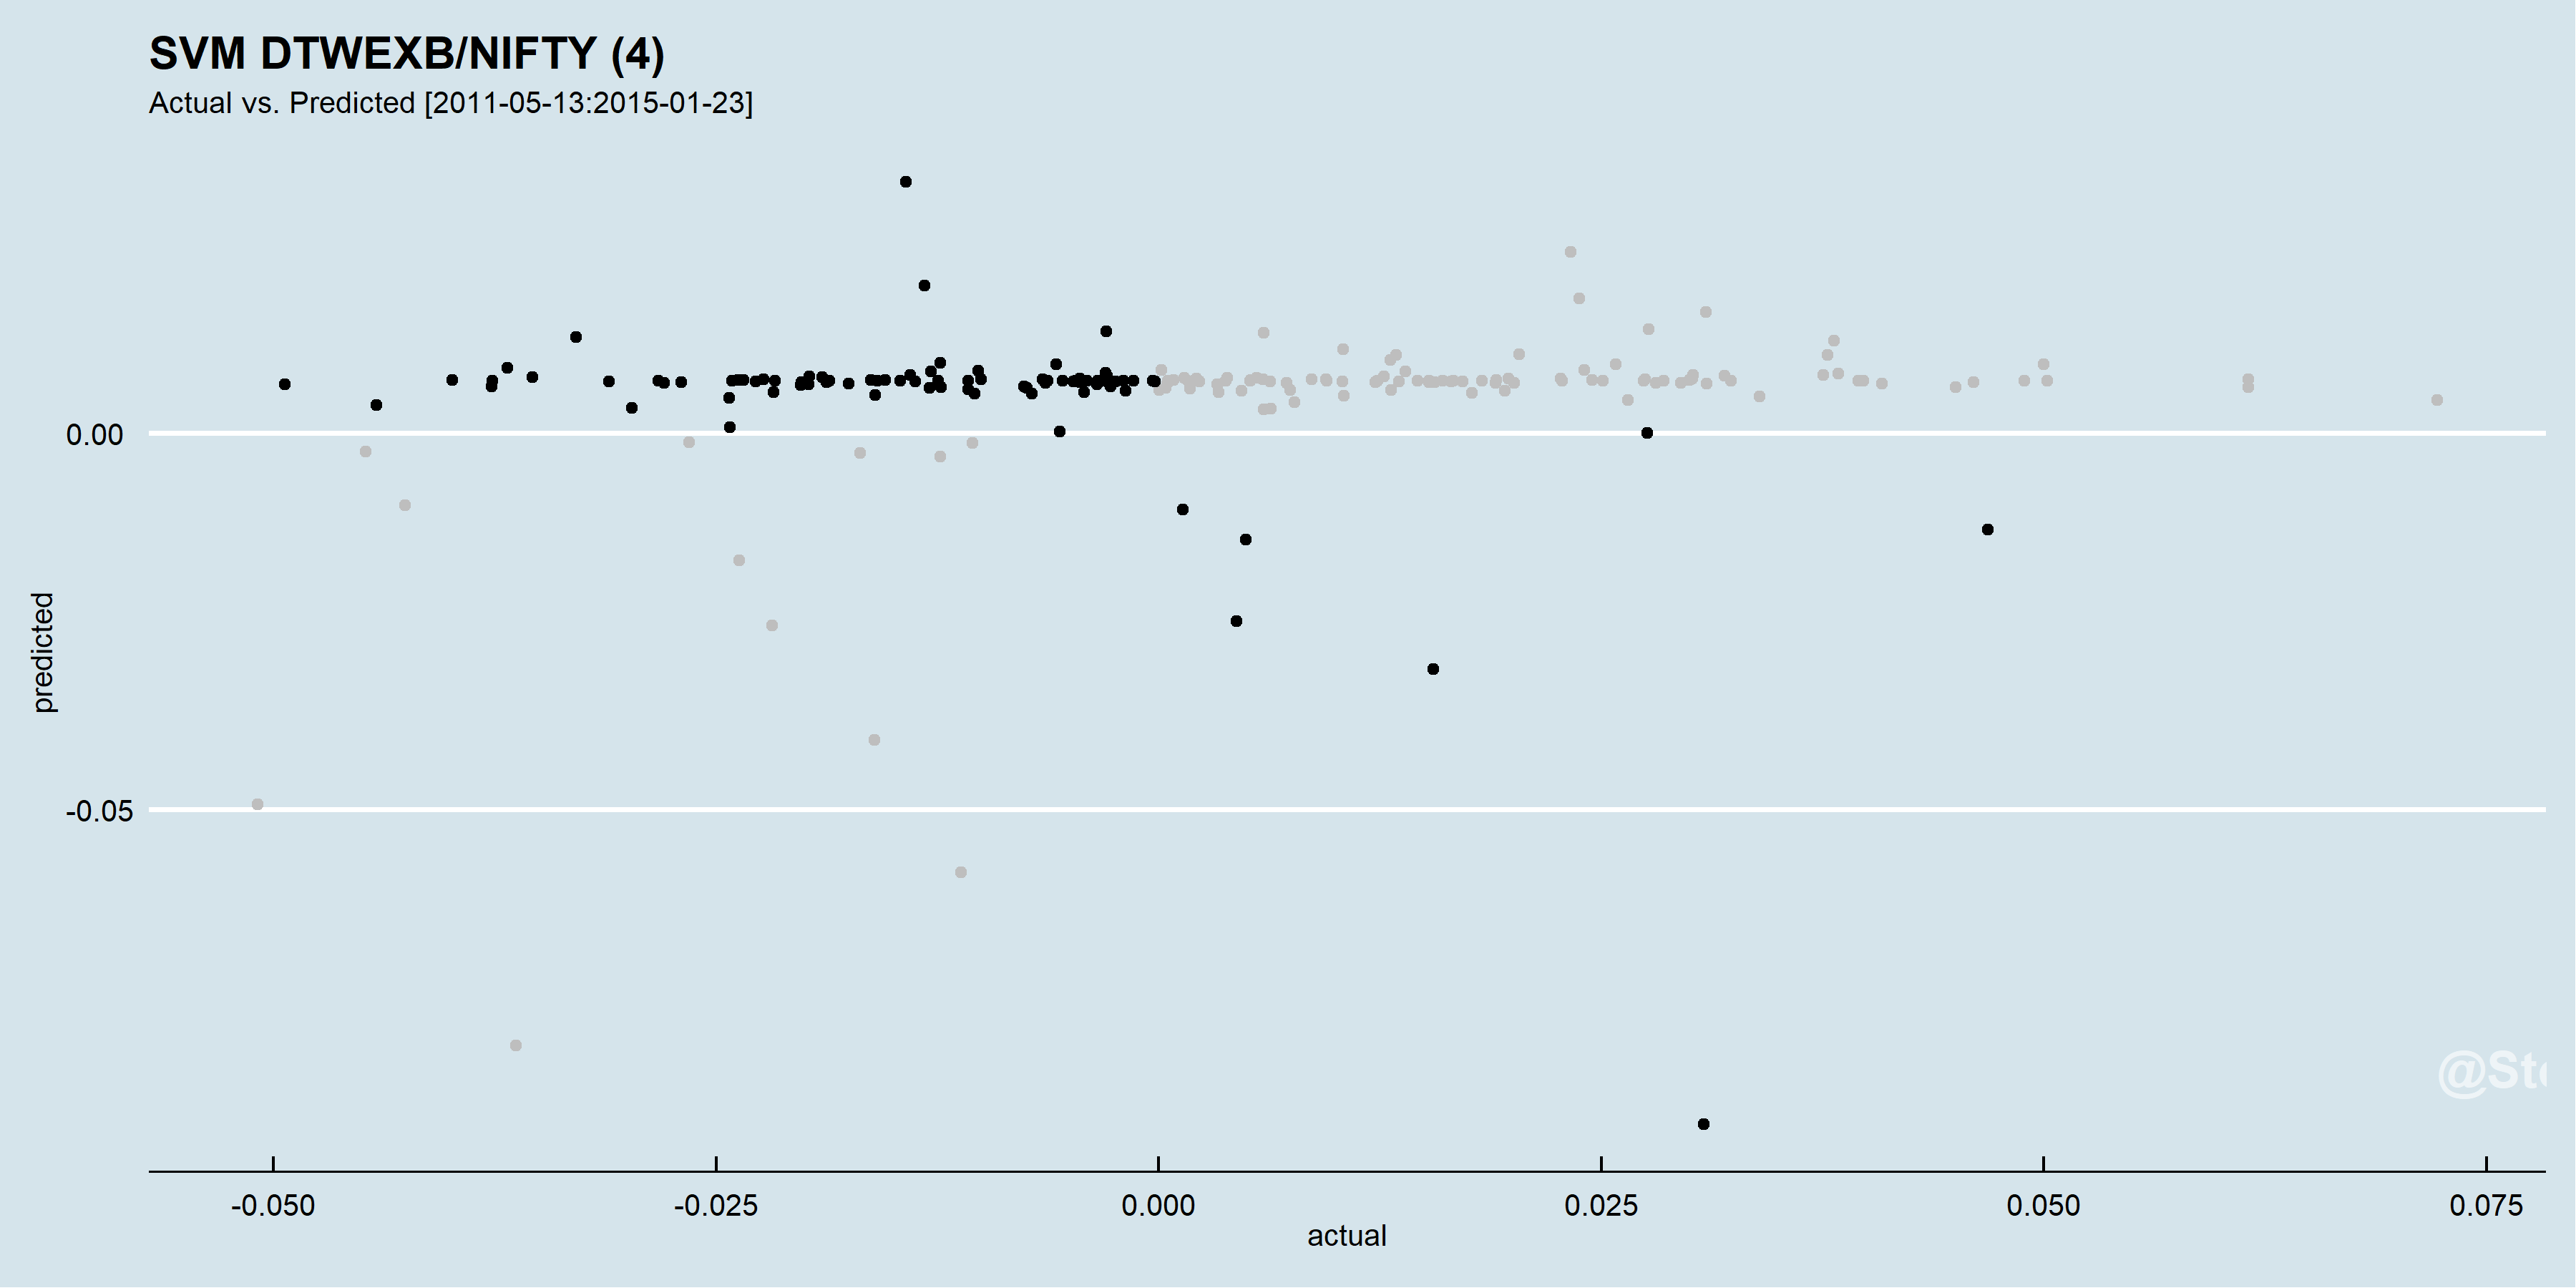 SVM DTWEXB/NIFTY (4)
Actual vs. Predicted [2011-05-13:2015-01-23]
0.00
predicted
-0.05
-0.050 -0.025 0.000 0.025 0.050 0.075
actual